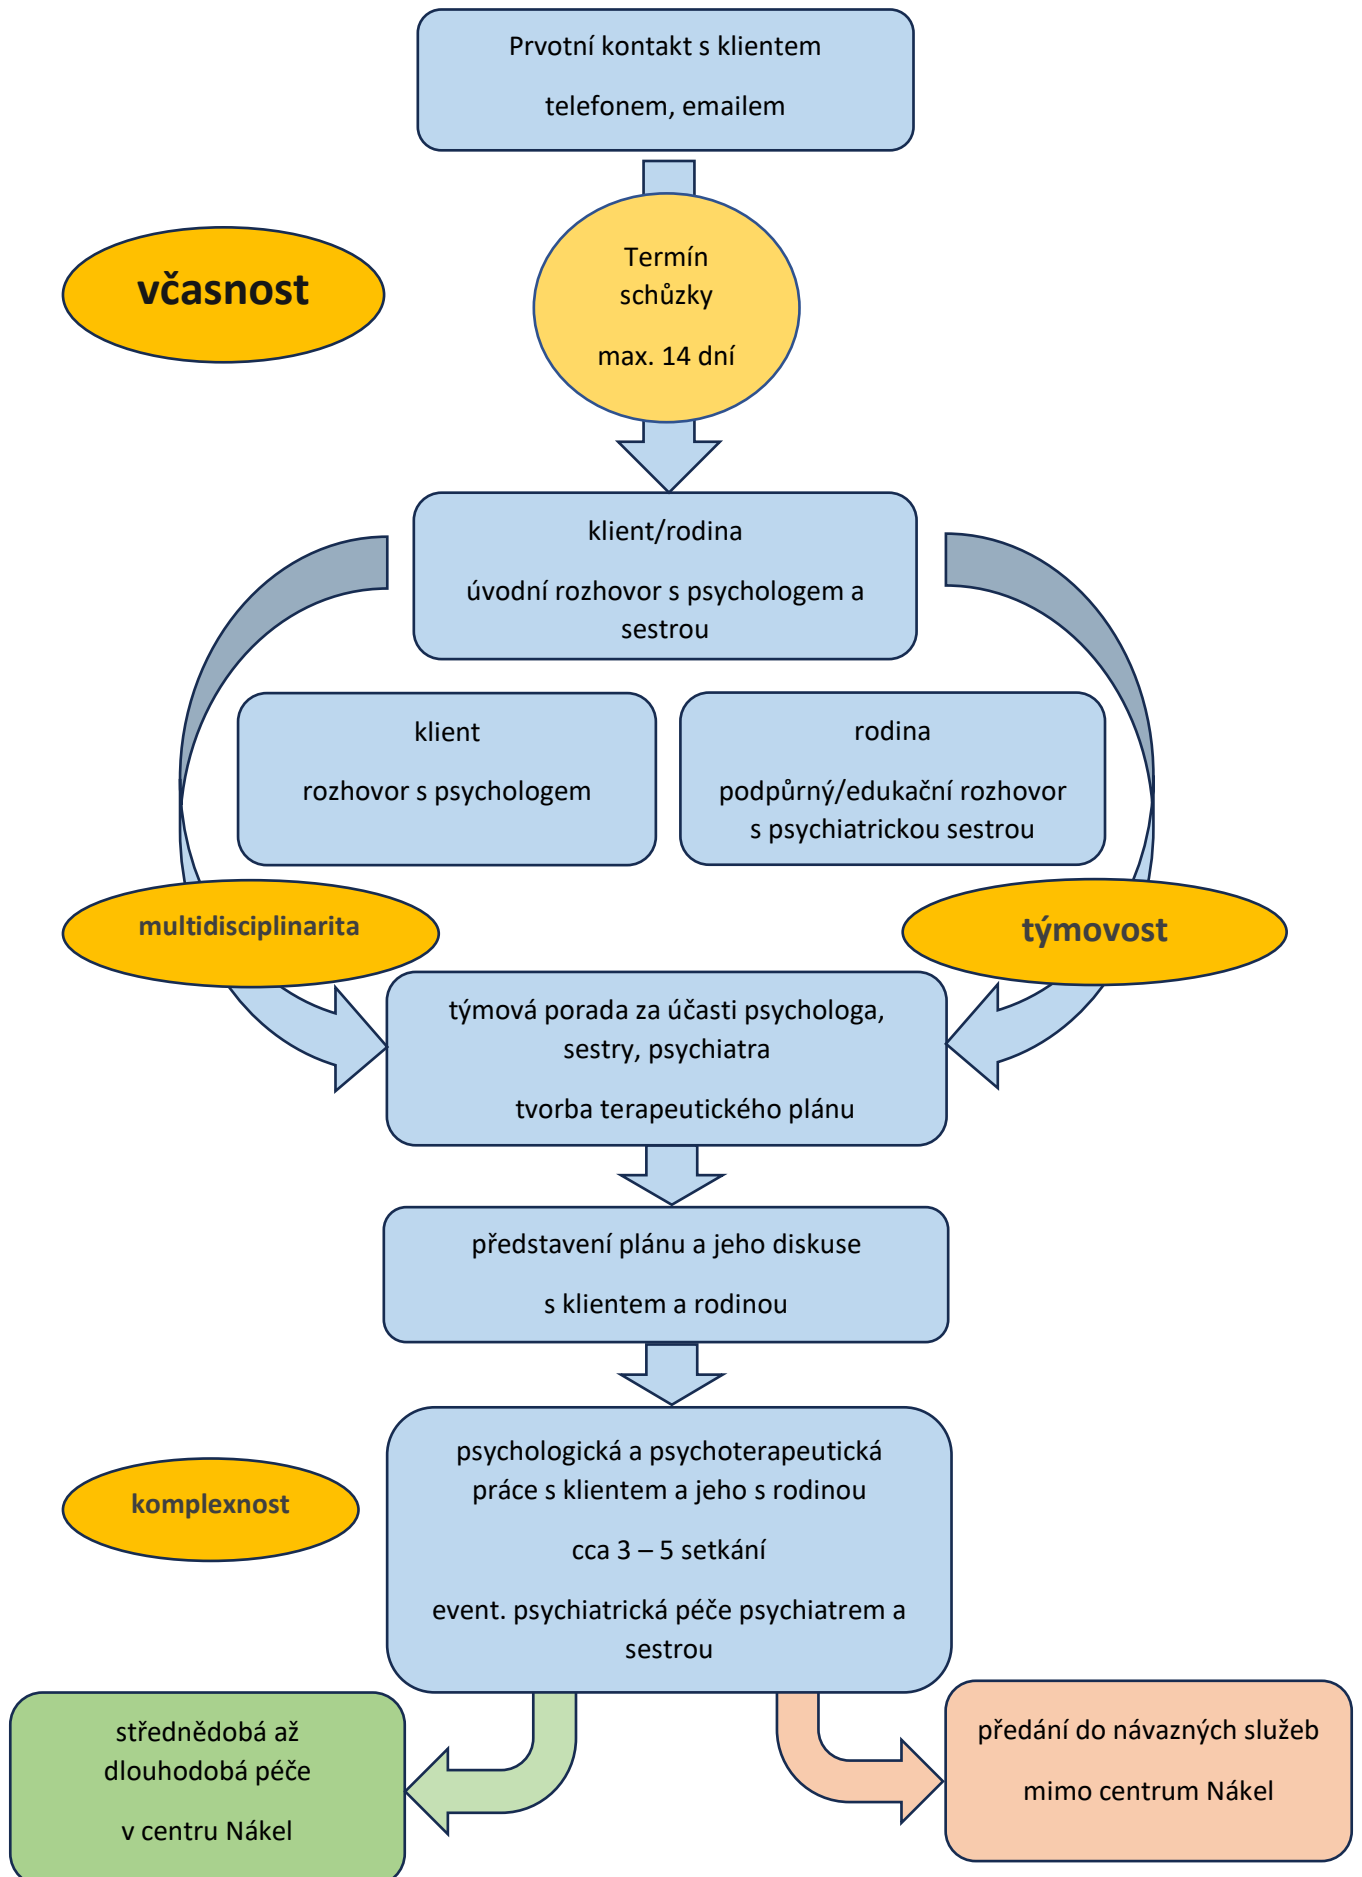 Prvotní kontakt s klientem
telefonem, emailem
včasnost
Termín
schůzky
max. 14 dní
klient/rodina
úvodní rozhovor s psychologem a
sestrou
klient
rozhovor s psychologem
rodina
podpůrný/edukační rozhovor
s psychiatrickou sestrou
multidisciplinarita
týmovost
týmová porada za účasti psychologa,
sestry, psychiatra
tvorba terapeutického plánu
představení plánu a jeho diskuse
s klientem a rodinou
komplexnost
psychologická a psychoterapeutická
práce s klientem a jeho s rodinou
cca 3 – 5 setkání
event. psychiatrická péče psychiatrem a
sestrou
střednědobá až
dlouhodobá péče
v centru Nákel
předání do návazných služeb
mimo centrum Nákel